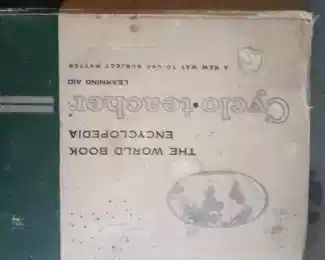 THE WORLD BOOK
ENCYCLOPEDIA
Cyclo•teacher
LEARNING AID
A NEW WAY TO USE SUBJECT MATTER